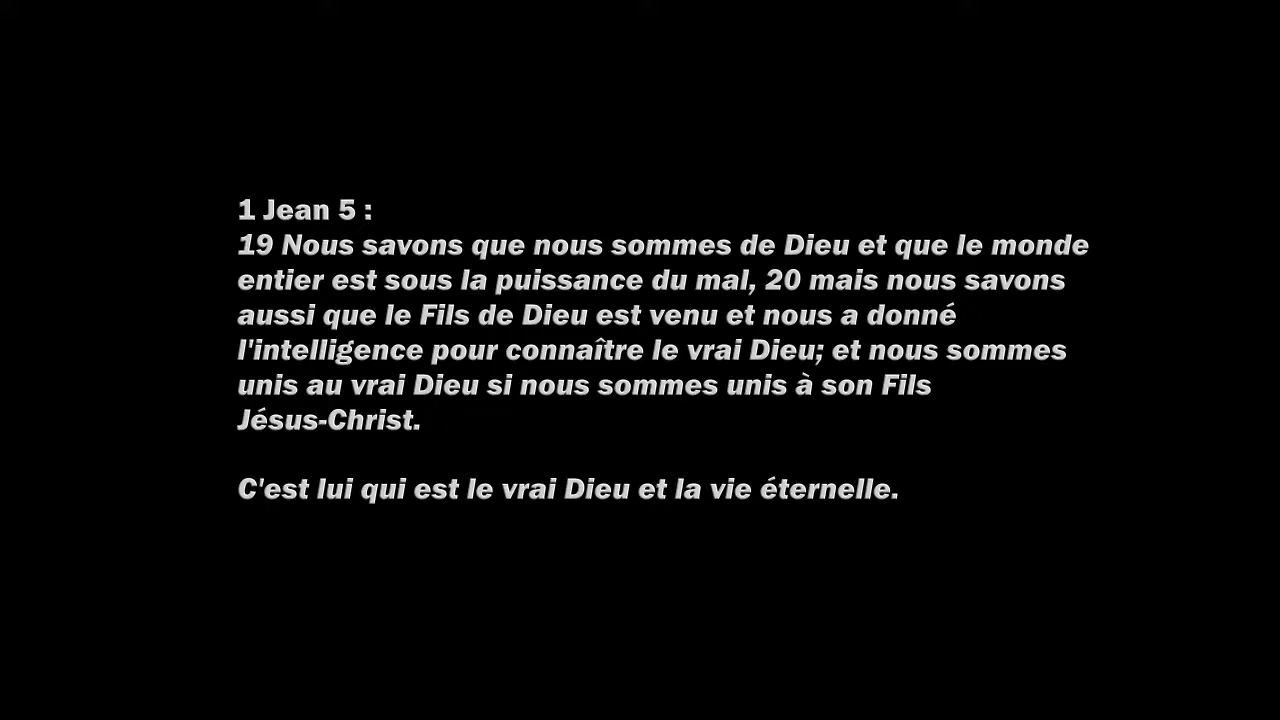 1 Jean 5 :
19 Nous savons que nous sommes de Dieu et que le monde
entier est sous la puissance du mal, 20 mais nous savons
aussi que le Fils de Dieu est venu et nous a donné
l'intelligence pour connaître le vrai Dieu; et nous sommes
unis au vrai Dieu si nous sommes unis à son Fils
Jésus-Christ.
C'est lui qui est le vrai Dieu et la vie éternelle.